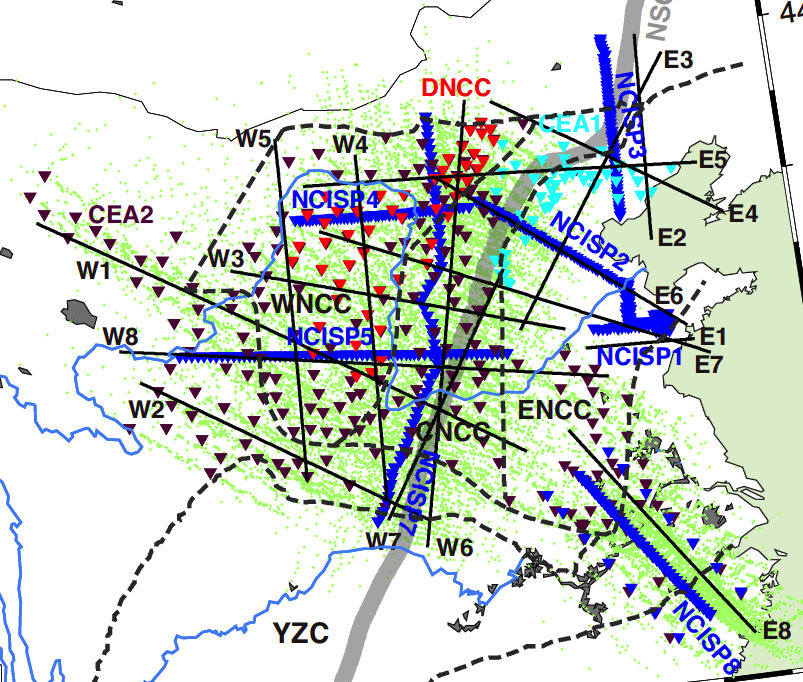 44
NSG
E3
DNCC
NCISP3
CEA1
W5
W4
E5
NCISP4
E4
CEA2
NCISP2
E2
W3
W1
WNCC
E6
W8
NCISP5
E1
NCISP1
E7
W2
ENCC
CNCC
NCISP7
W7
W6
YZC
NCISP8
E8